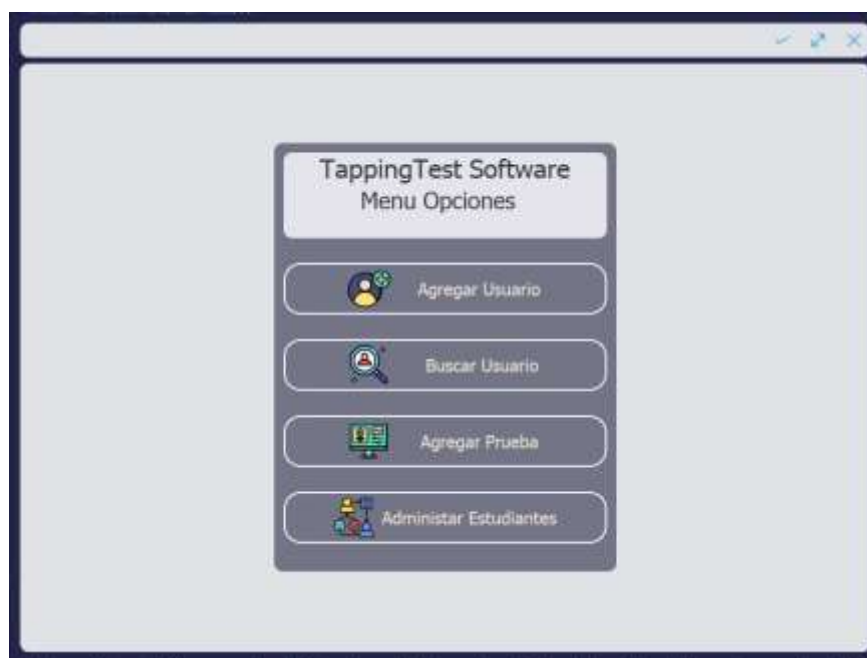 TappingTest Software
Menu Opciones
Agregar Usuario
Buscar Usuario
Agregar Prueba
Administar Estudiantes